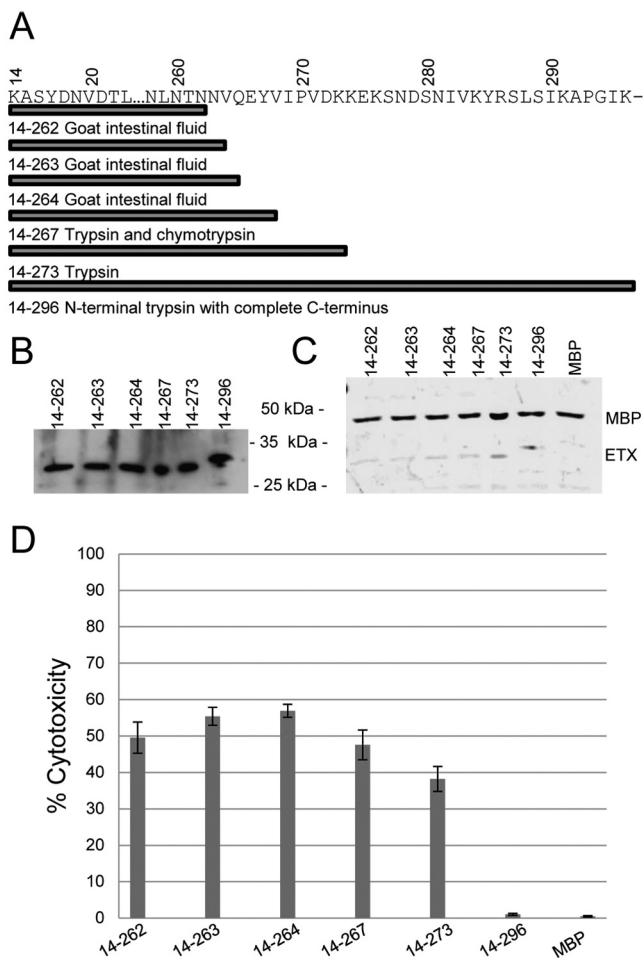 A
14 20 260 270 280 290
KASYDNVDTL...NLNTNNVQEYVIPVDKKEKSNDSNIVKYRSLSIKAPGIK-
14-262 Goat intestinal fluid
14-263 Goat intestinal fluid
14-264 Goat intestinal fluid
14-267 Trypsin and chymotrypsin
14-273 Trypsin
14-296 N-terminal trypsin with complete C-terminus
B
14-262 14-263 14-264 14-267 14-273 14-296
50 kDa -
- 35 kDa -
- 25 kDa -
C
14-262 14-263 14-264 14-267 14-273 14-296 MBP
MBP
ETX
D
% Cytotoxicity
100
90
80
70
60
50
40
30
20
10
0
14-262 14-263 14-264 14-267 14-273 14-296 MBP